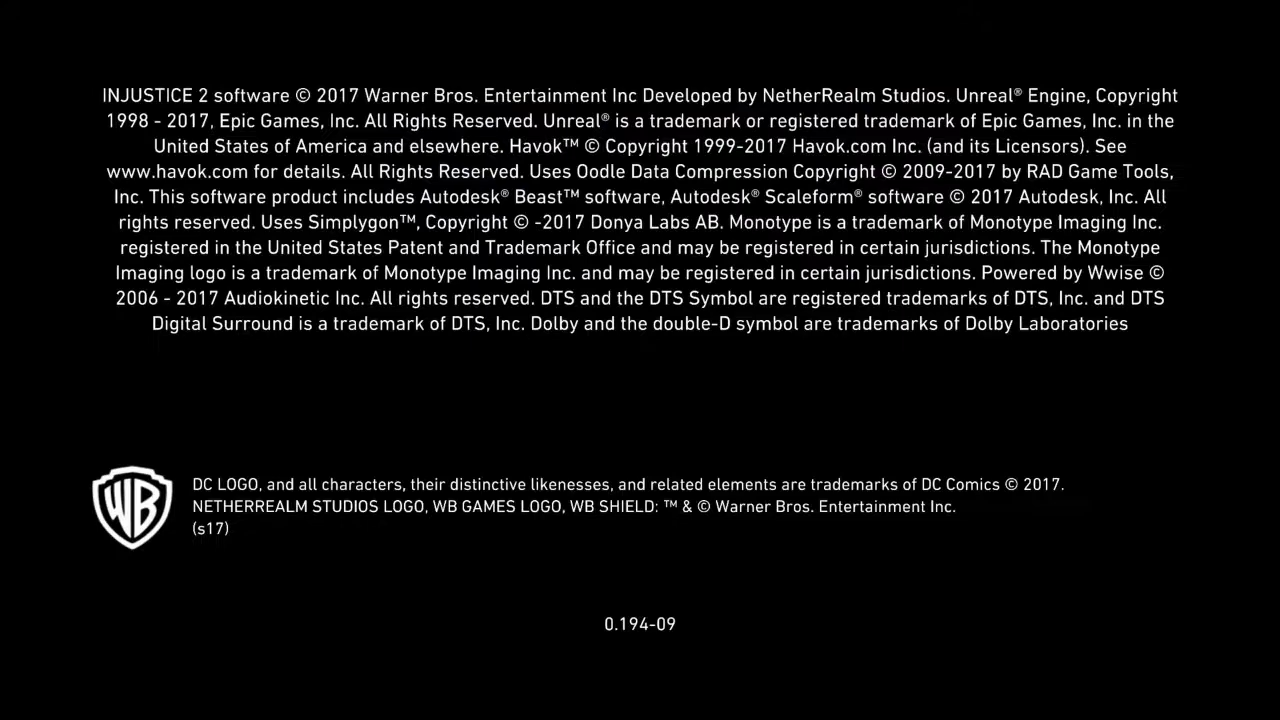 INJUSTICE 2 software © 2017 Warner Bros. Entertainment Inc Developed by NetherRealm Studios. Unreal® Engine, Copyright
1998 - 2017, Epic Games, Inc. All Rights Reserved. Unreal® is a trademark or registered trademark of Epic Games, Inc. in the
United States of America and elsewhere. Havok™ © Copyright 1999-2017 Havok.com Inc. (and its Licensors). See
www.havok.com for details. All Rights Reserved. Uses Oodle Data Compression Copyright © 2009-2017 by RAD Game Tools,
Inc. This software product includes Autodesk® Beast™ software, Autodesk® Scaleform® software © 2017 Autodesk, Inc. All
rights reserved. Uses Simplygon™, Copyright © -2017 Donya Labs AB. Monotype is a trademark of Monotype Imaging Inc.
registered in the United States Patent and Trademark Office and may be registered in certain jurisdictions. The Monotype
Imaging logo is a trademark of Monotype Imaging Inc. and may be registered in certain jurisdictions. Powered by Wwise ©
2006 - 2017 Audiokinetic Inc. All rights reserved. DTS and the DTS Symbol are registered trademarks of DTS, Inc. and DTS
Digital Surround is a trademark of DTS, Inc. Dolby and the double-D symbol are trademarks of Dolby Laboratories
WB
DC LOGO, and all characters, their distinctive likenesses, and related elements are trademarks of DC Comics © 2017.
NETHERREALM STUDIOS LOGO, WB GAMES LOGO, WB SHIELD: ™ & © Warner Bros. Entertainment Inc.
(s17)
0.194-09